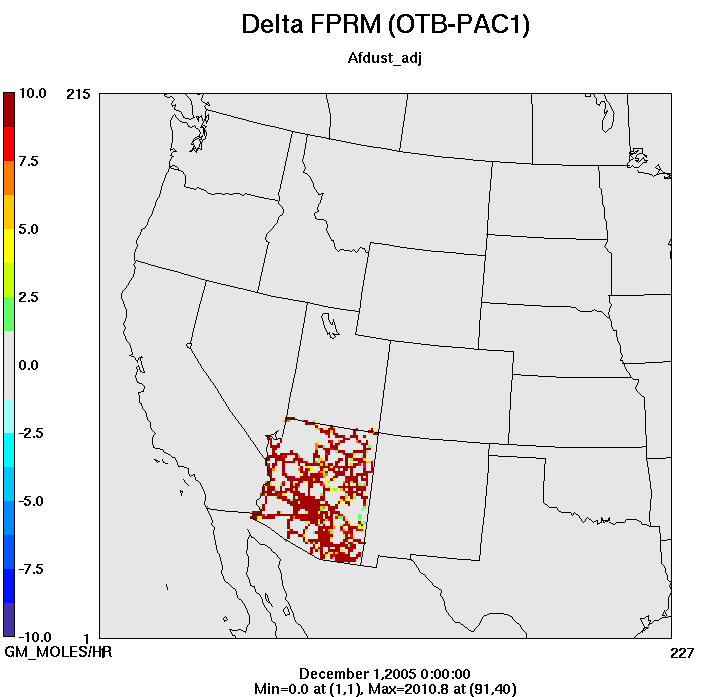 Delta FPRM (OTB-PAC1)
Afdust_adj
10.0
7.5
5.0
2.5
0.0
-2.5
-5.0
-7.5
-10.0
GM_MOLES/HR
215
1
1
227
December 1,2005 0:00:00
Min=0.0 at (1,1), Max=2010.8 at (91,40)